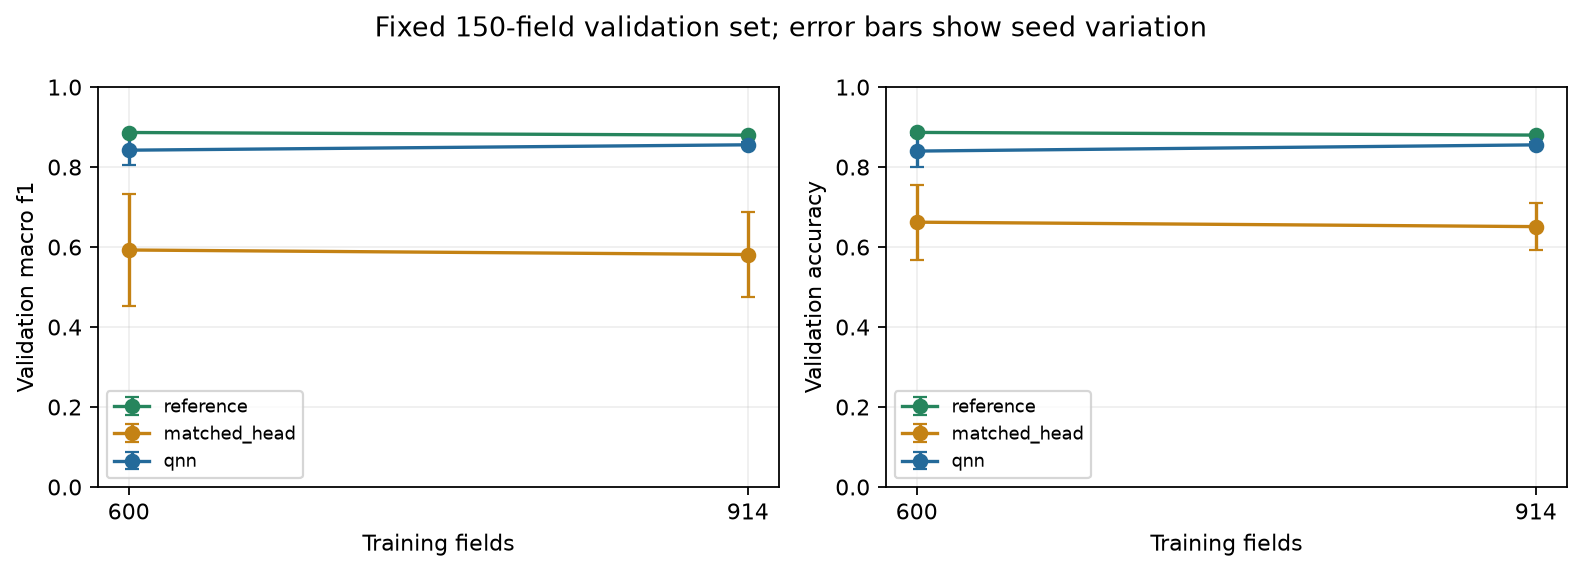 Fixed 150-field validation set; error bars show seed variation
Validation macro f1
1.0
0.8
0.6
0.4
0.2
0.0
reference
matched_head
qnn
600
914
Training fields
Validation accuracy
1.0
0.8
0.6
0.4
0.2
0.0
reference
matched_head
qnn
600
914
Training fields